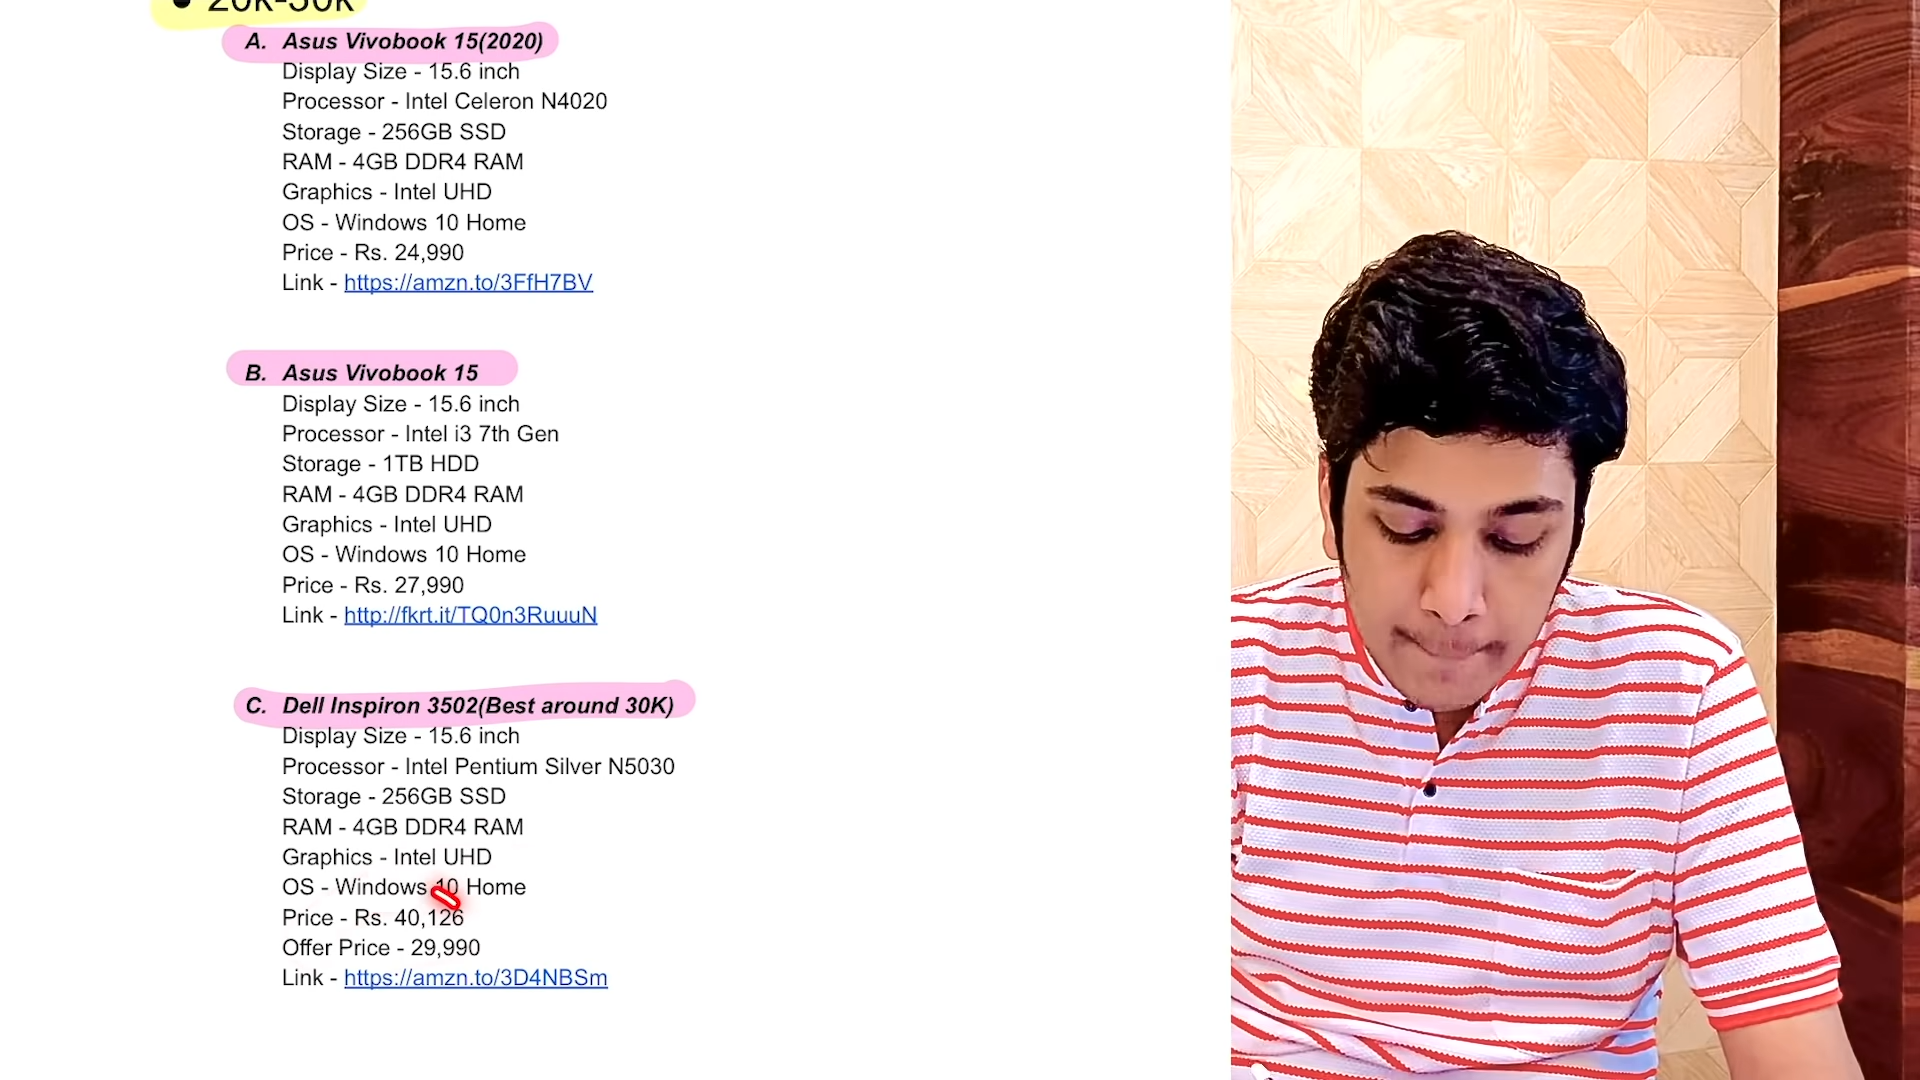 ● 20k-30k
A. Asus Vivobook 15(2020)
Display Size - 15.6 inch
Processor - Intel Celeron N4020
Storage - 256GB SSD
RAM - 4GB DDR4 RAM
Graphics - Intel UHD
OS - Windows 10 Home
Price - Rs. 24,990
Link - https://amzn.to/3FfH7BV
B. Asus Vivobook 15
Display Size - 15.6 inch
Processor - Intel i3 7th Gen
Storage - 1TB HDD
RAM - 4GB DDR4 RAM
Graphics - Intel UHD
OS - Windows 10 Home
Price - Rs. 27,990
Link - http://fkrt.it/TQ0n3RuuuN
C. Dell Inspiron 3502(Best around 30K)
Display Size - 15.6 inch
Processor - Intel Pentium Silver N5030
Storage - 256GB SSD
RAM - 4GB DDR4 RAM
Graphics - Intel UHD
OS - Windows 10 Home
Price - Rs. 40,126
Offer Price - 29,990
Link - https://amzn.to/3D4NBSm